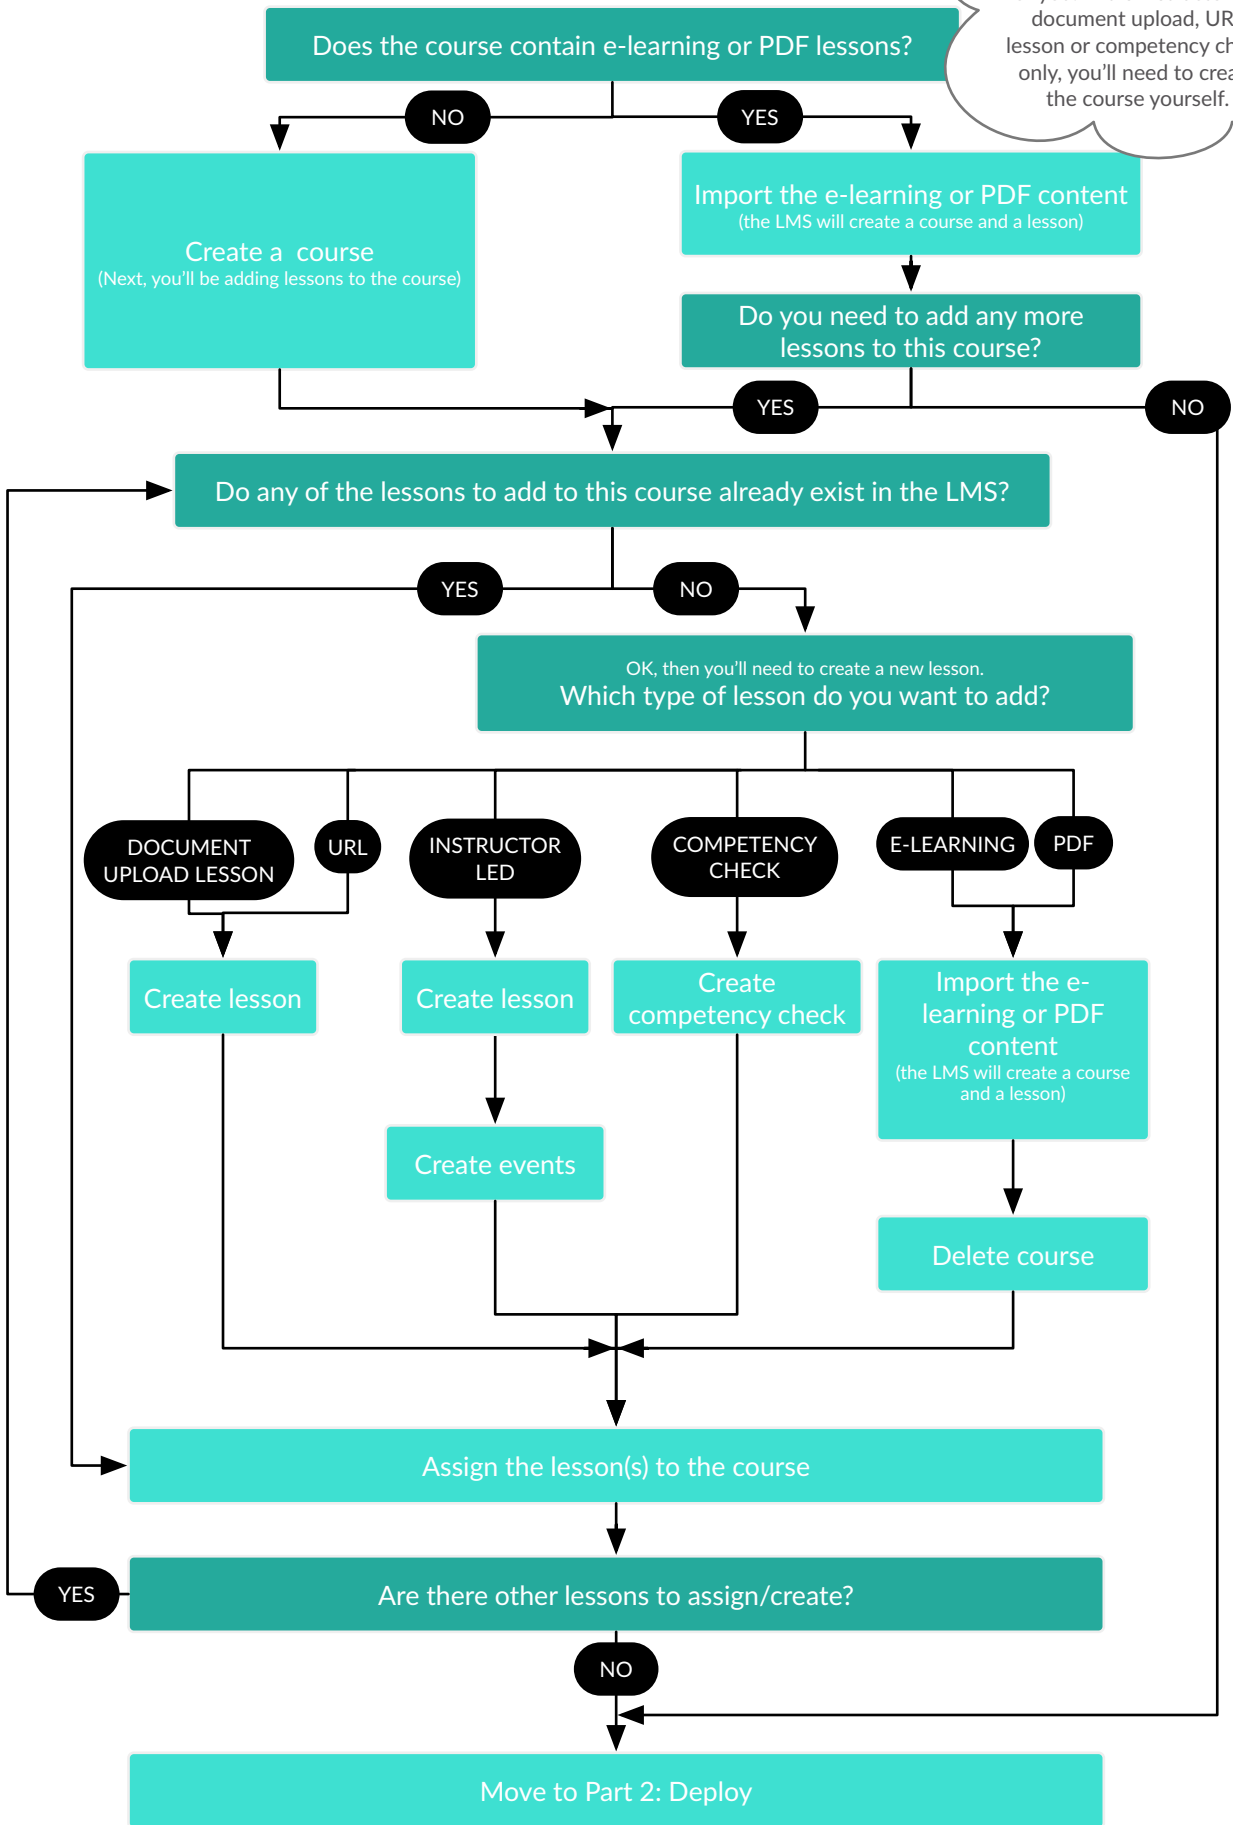 document upload, UR
lesson or competency ch
only, you'll need to crea
the course yourself.
Does the course contain e-learning or PDF lessons?
NO
YES
Create a course
(Next, you'll be adding lessons to the course)
Import the e-learning or PDF content
(the LMS will create a course and a lesson)
Do you need to add any more
lessons to this course?
YES
NO
Do any of the lessons to add to this course already exist in the LMS?
YES
NO
OK, then you'll need to create a new lesson.
Which type of lesson do you want to add?
DOCUMENT
UPLOAD LESSON
URL
INSTRUCTOR
LED
COMPETENCY
CHECK
E-LEARNING
PDF
Create lesson
Create lesson
Create
competency check
Import the e-
learning or PDF
content
(the LMS will create a course
and a lesson)
Create events
Delete course
Assign the lesson(s) to the course
YES
Are there other lessons to assign/create?
NO
Move to Part 2: Deploy